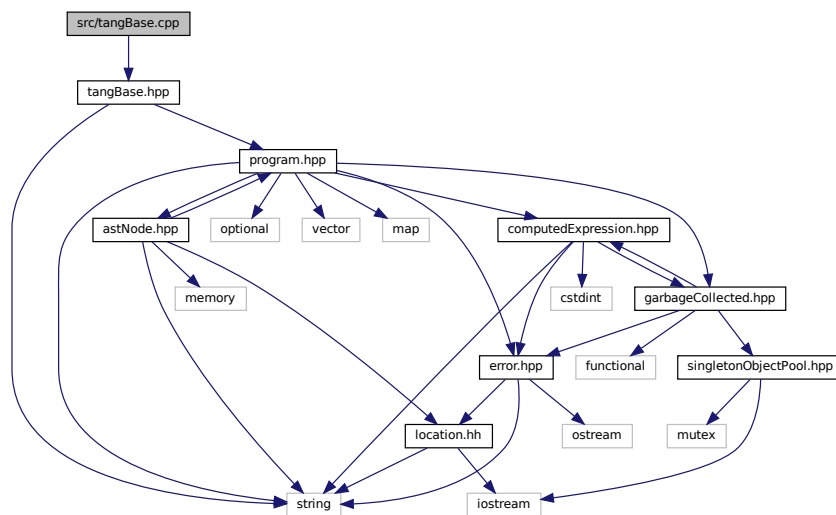 src/tangBase.cpp
tangBase.hpp
program.hpp
astNode.hpp
optional
vector
map
computedExpression.hpp
memory
cstdint
garbageCollected.hpp
error.hpp
functional
singletonObjectPool.hpp
location.hh
ostream
mutex
string
iostream